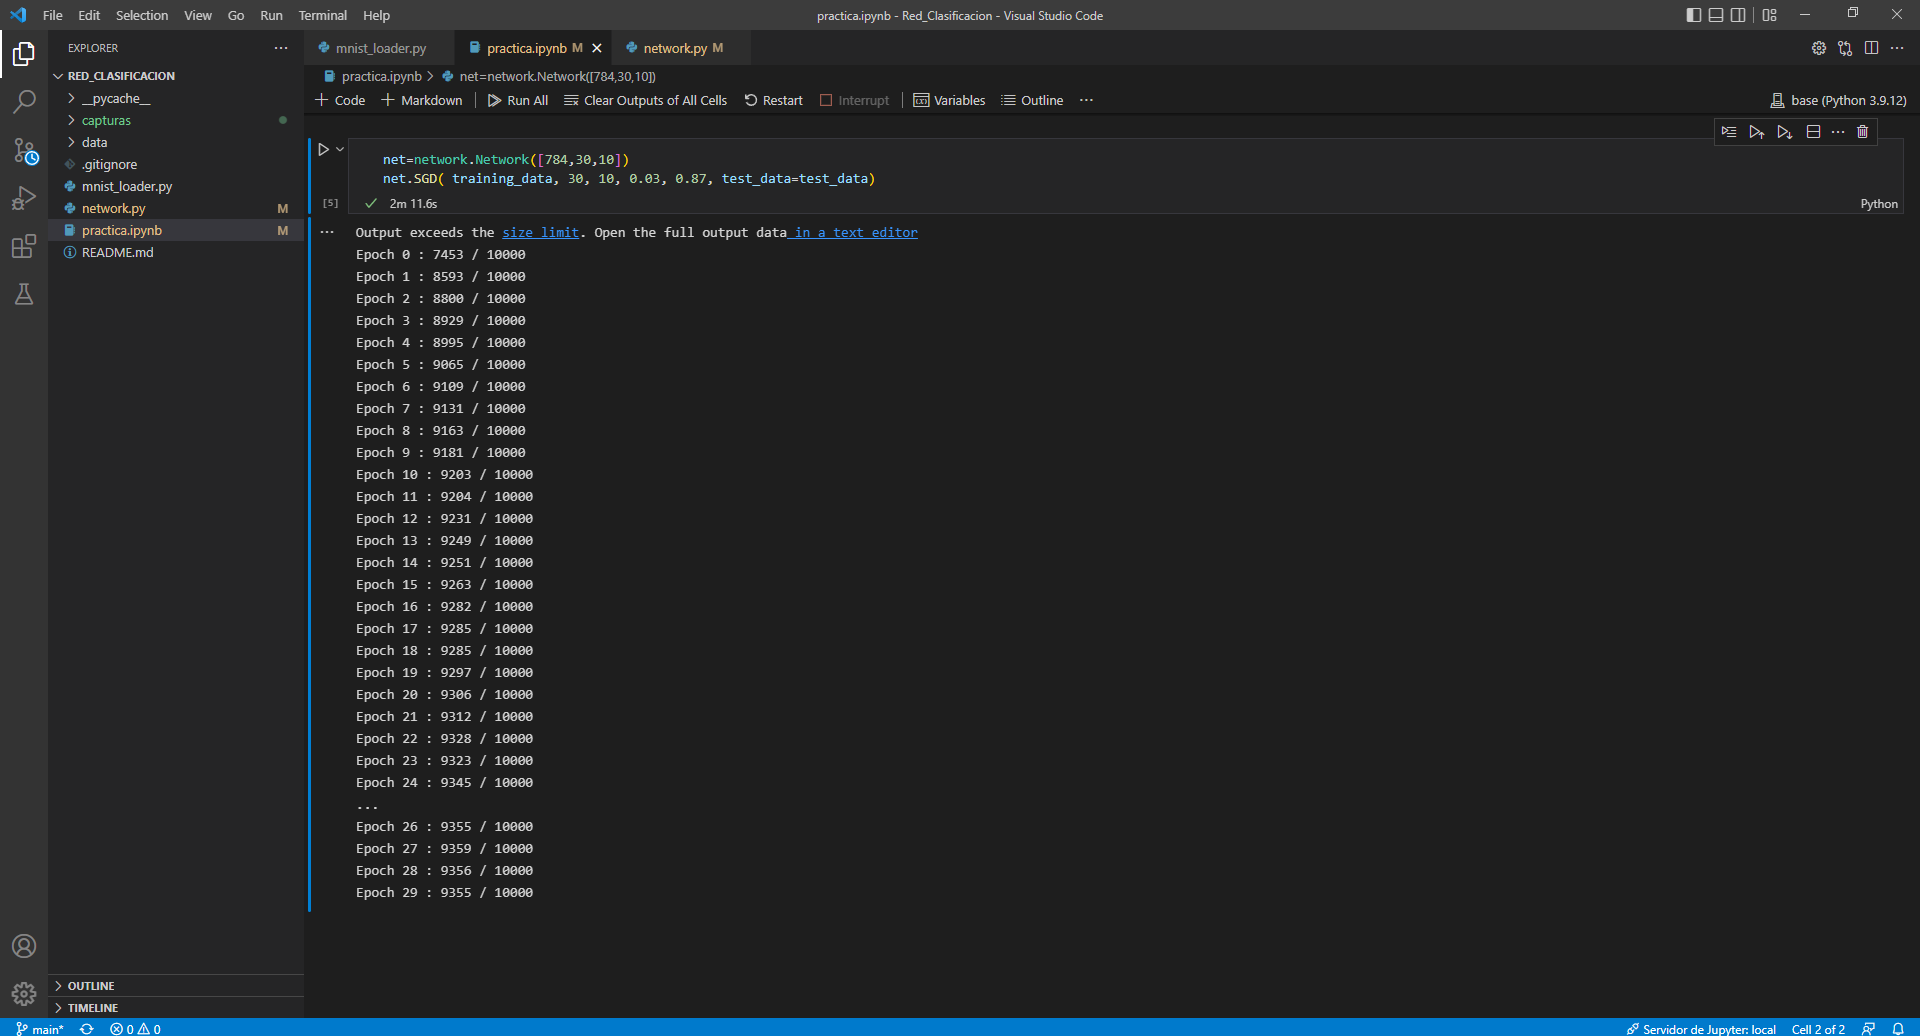 File Edit Selection View Go Run Terminal Help
practica.ipynb - Red_Clasificacion - Visual Studio Code
EXPLORER
RED_CLASIFICACION
__pycache__
capturas
data
.gitignore
mnist_loader.py
network.py M
practica.ipynb M
README.md
OUTLINE
TIMELINE
mnist_loader.py practica.ipynb M network.py M
practica.ipynb > net=network.Network([784,30,10])
Code Markdown Run All Clear Outputs of All Cells Restart Interrupt Variables Outline ... base (Python 3.9.12)
net=network.Network([784,30,10])
net.SGD( training_data, 30, 10, 0.03, 0.87, test_data=test_data)
[5] 2m 11.6s Python
Output exceeds the size limit. Open the full output data in a text editor
Epoch 0 : 7453 / 10000
Epoch 1 : 8593 / 10000
Epoch 2 : 8800 / 10000
Epoch 3 : 8929 / 10000
Epoch 4 : 8995 / 10000
Epoch 5 : 9065 / 10000
Epoch 6 : 9109 / 10000
Epoch 7 : 9131 / 10000
Epoch 8 : 9163 / 10000
Epoch 9 : 9181 / 10000
Epoch 10 : 9203 / 10000
Epoch 11 : 9204 / 10000
Epoch 12 : 9231 / 10000
Epoch 13 : 9249 / 10000
Epoch 14 : 9251 / 10000
Epoch 15 : 9263 / 10000
Epoch 16 : 9282 / 10000
Epoch 17 : 9285 / 10000
Epoch 18 : 9285 / 10000
Epoch 19 : 9297 / 10000
Epoch 20 : 9306 / 10000
Epoch 21 : 9312 / 10000
Epoch 22 : 9328 / 10000
Epoch 23 : 9323 / 10000
Epoch 24 : 9345 / 10000
...
Epoch 26 : 9355 / 10000
Epoch 27 : 9359 / 10000
Epoch 28 : 9356 / 10000
Epoch 29 : 9355 / 10000
main* 0 0 Servidor de Jupyter: local Cell 2 of 2